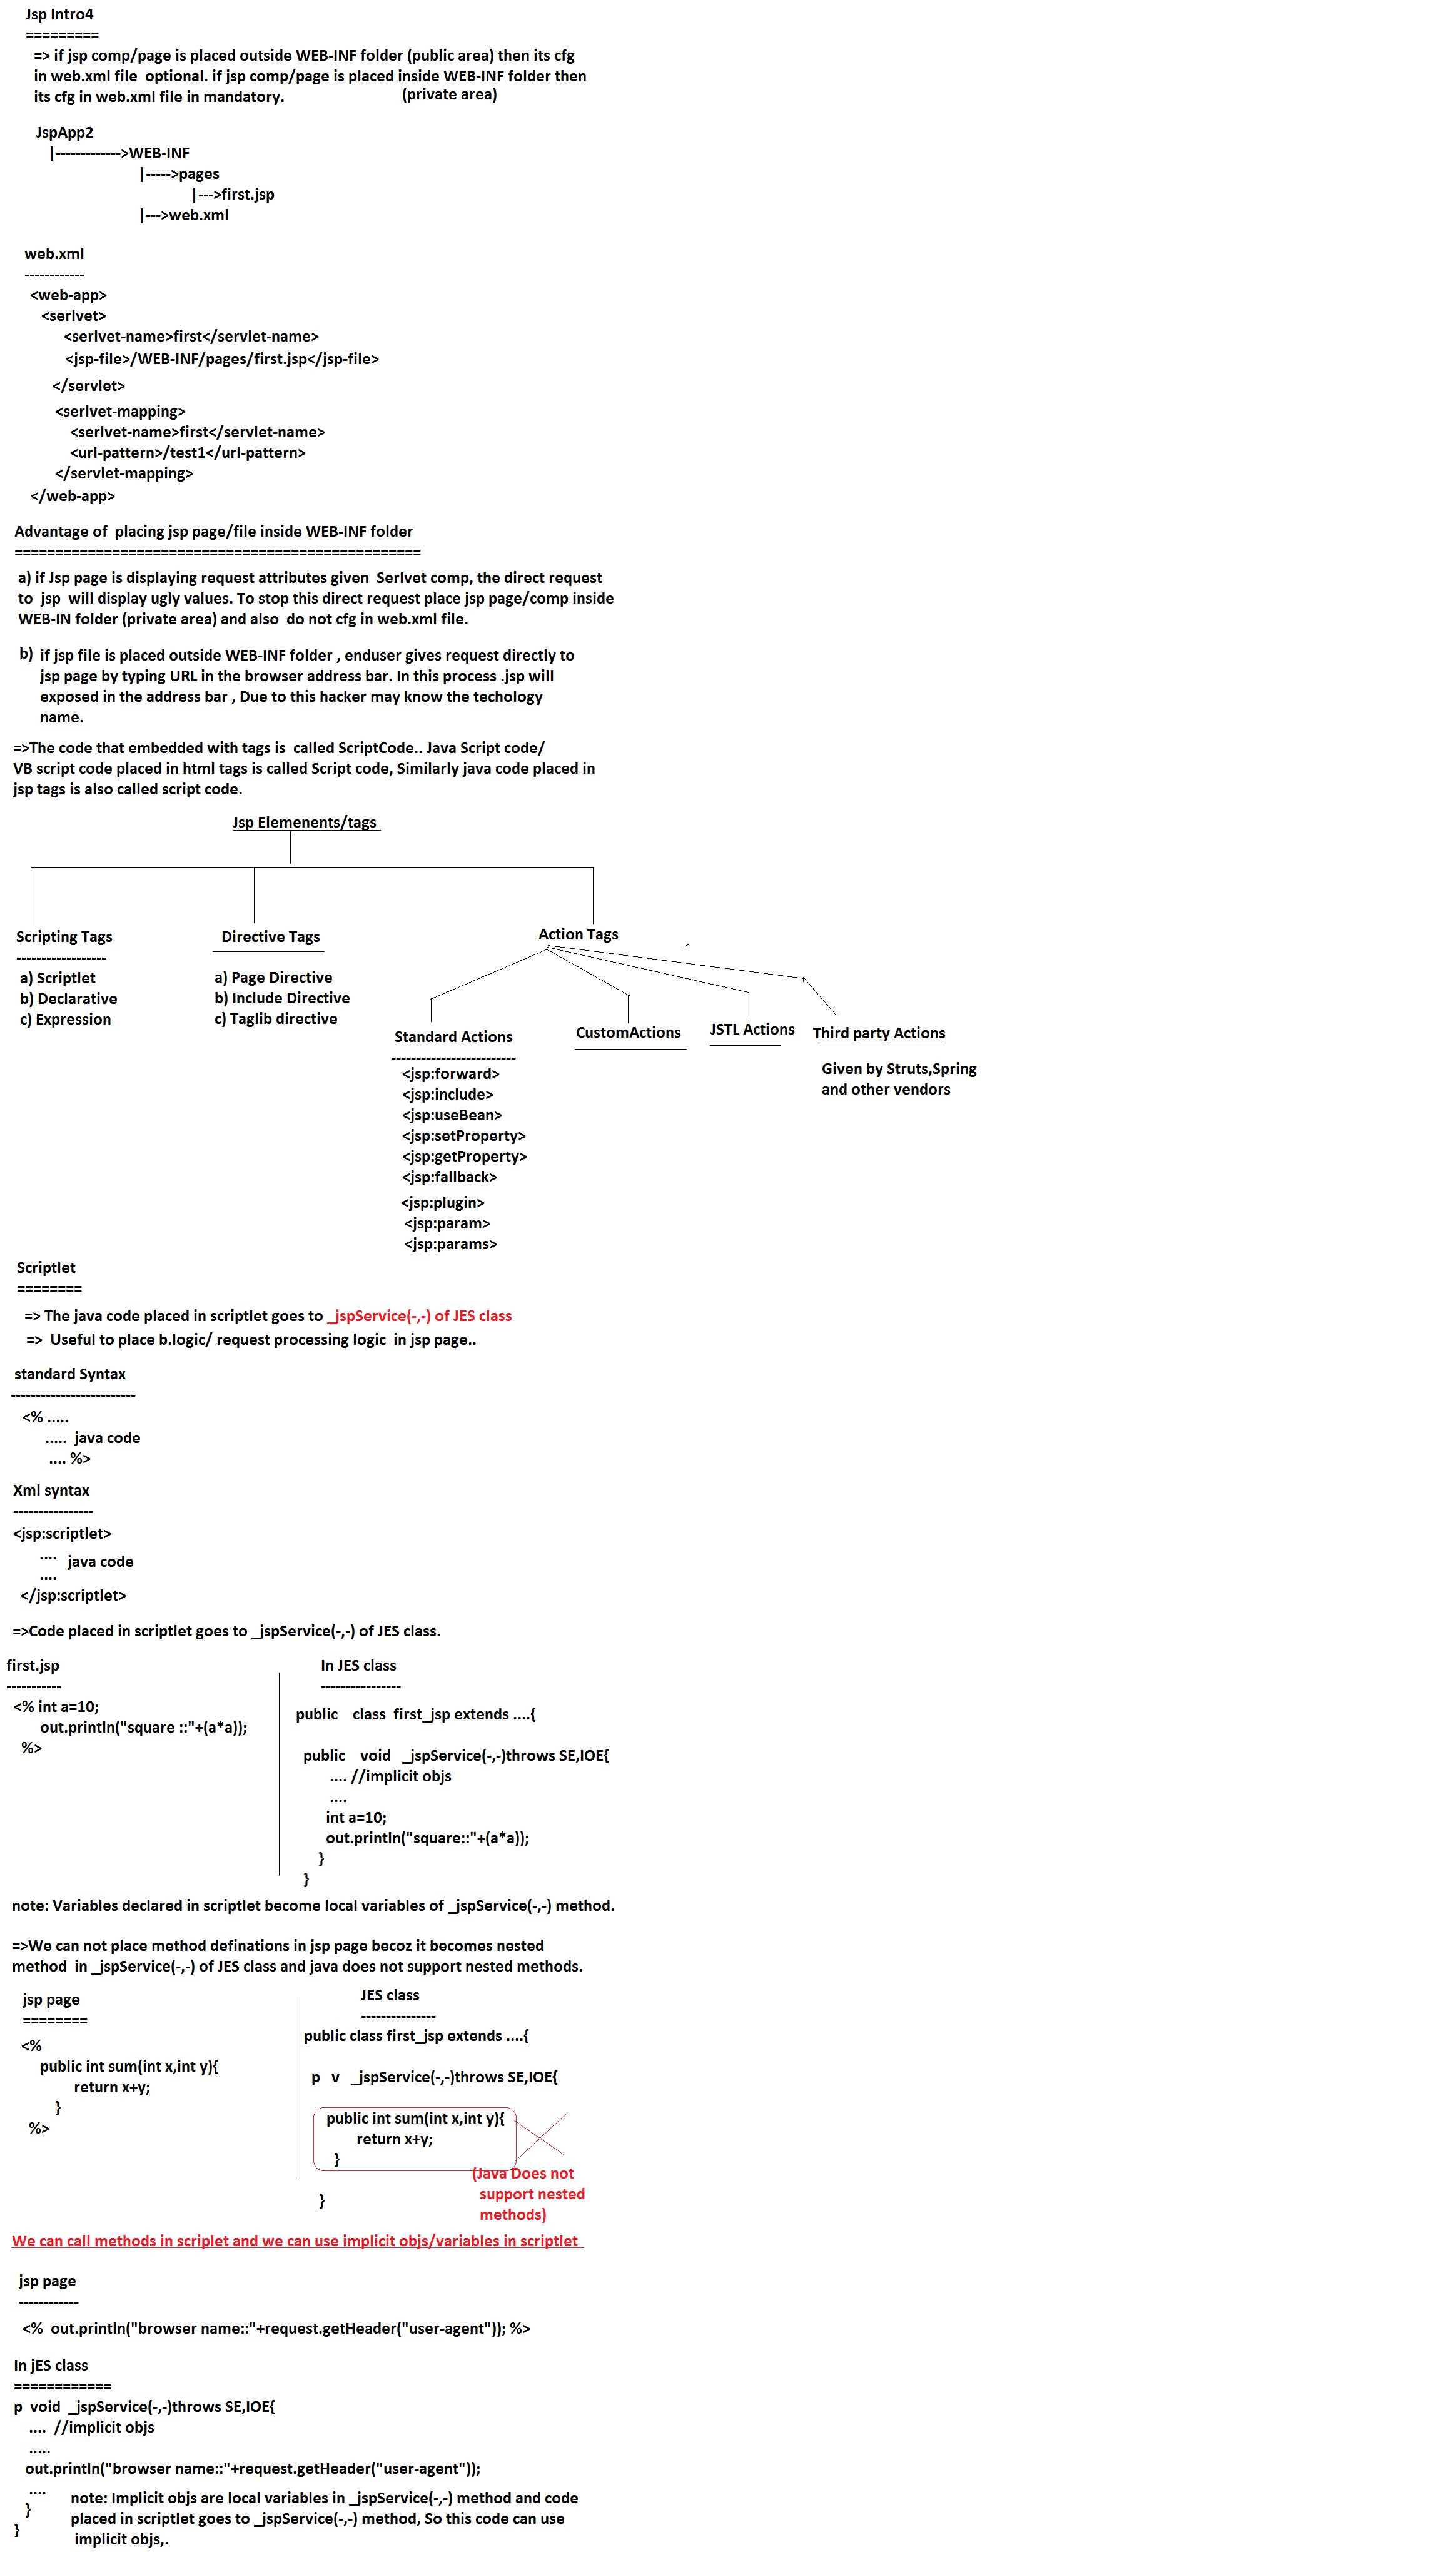 Jsp Intro4
=========
=> if jsp comp/page is placed outside WEB-INF folder (public area) then its cfg
in web.xml file  optional. if jsp comp/page is placed inside WEB-INF folder then
its cfg in web.xml file in mandatory.
(private area)
JspApp2
|------------->WEB-INF
|----->pages
|--->first.jsp
|--->web.xml
web.xml
------------
<web-app>
<serlvet>
<serlvet-name>first</servlet-name>
<jsp-file>/WEB-INF/pages/first.jsp</jsp-file>
</servlet>
<serlvet-mapping>
<serlvet-name>first</servlet-name>
<url-pattern>/test1</url-pattern>
</servlet-mapping>
</web-app>
Advantage of  placing jsp page/file inside WEB-INF folder
==================================================
a) if Jsp page is displaying request attributes given  Serlvet comp, the direct request
to  jsp  will display ugly values. To stop this direct request place jsp page/comp inside
WEB-IN folder (private area) and also  do not cfg in web.xml file.
b) if jsp file is placed outside WEB-INF folder , enduser gives request directly to
jsp page by typing URL in the browser address bar. In this process .jsp will
exposed in the address bar , Due to this hacker may know the techology
name.
=>The code that embedded with tags is  called ScriptCode.. Java Script code/
VB script code placed in html tags is called Script code, Similarly java code placed in
jsp tags is also called script code.
Jsp Elemenents/tags
Scripting Tags
------------------
a) Scriptlet
b) Declarative
c) Expression
Directive Tags
a) Page Directive
b) Include Directive
c) Taglib directive
Action Tags
Standard Actions
-------------------------
<jsp:forward>
<jsp:include>
<jsp:useBean>
<jsp:setProperty>
<jsp:getProperty>
<jsp:fallback>
<jsp:plugin>
<jsp:param>
<jsp:params>
CustomActions
JSTL Actions
Third party Actions
Given by Struts,Spring
and other vendors
Scriptlet
========
=> The java code placed in scriptlet goes to _jspService(-,-) of JES class
=>  Useful to place b.logic/ request processing logic  in jsp page..
standard Syntax
-------------------------
<% .....
.....  java code
.... %>
Xml syntax
----------------
<jsp:scriptlet>
....  java code
....
</jsp:scriptlet>
=>Code placed in scriptlet goes to _jspService(-,-) of JES class.
first.jsp
-----------
<% int a=10;
out.println("square ::"+(a*a));
%>
In JES class
----------------
public    class  first_jsp extends ....{
public    void   _jspService(-,-)throws SE,IOE{
.... //implicit objs
....
int a=10;
out.println("square::"+(a*a));
}
}
note: Variables declared in scriptlet become local variables of _jspService(-,-) method.
=>We can not place method definations in jsp page becoz it becomes nested
method  in _jspService(-,-) of JES class and java does not support nested methods.
jsp page
========
<%
public int sum(int x,int y){
return x+y;
}
%>
JES class
---------------
public class first_jsp extends ....{
p   v   _jspService(-,-)throws SE,IOE{
public int sum(int x,int y){
return x+y;
}
(Java Does not
support nested
methods)
}
We can call methods in scriplet and we can use implicit objs/variables in scriptlet
jsp page
------------
<%  out.println("browser name::"+request.getHeader("user-agent")); %>
In jES class
============
p  void  _jspService(-,-)throws SE,IOE{
....  //implicit objs
.....
out.println("browser name::"+request.getHeader("user-agent"));
....
}
}
note: Implicit objs are local variables in _jspService(-,-) method and code
placed in scriptlet goes to _jspService(-,-) method, So this code can use
implicit objs,.